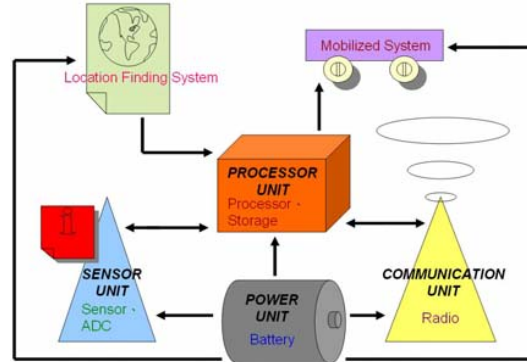 Mobilized System
Location Finding System
PROCESSOR
UNIT
Processor、
Storage
SENSOR
UNIT
Sensor、
ADC
POWER
UNIT
Battery
COMMUNICATION
UNIT
Radio